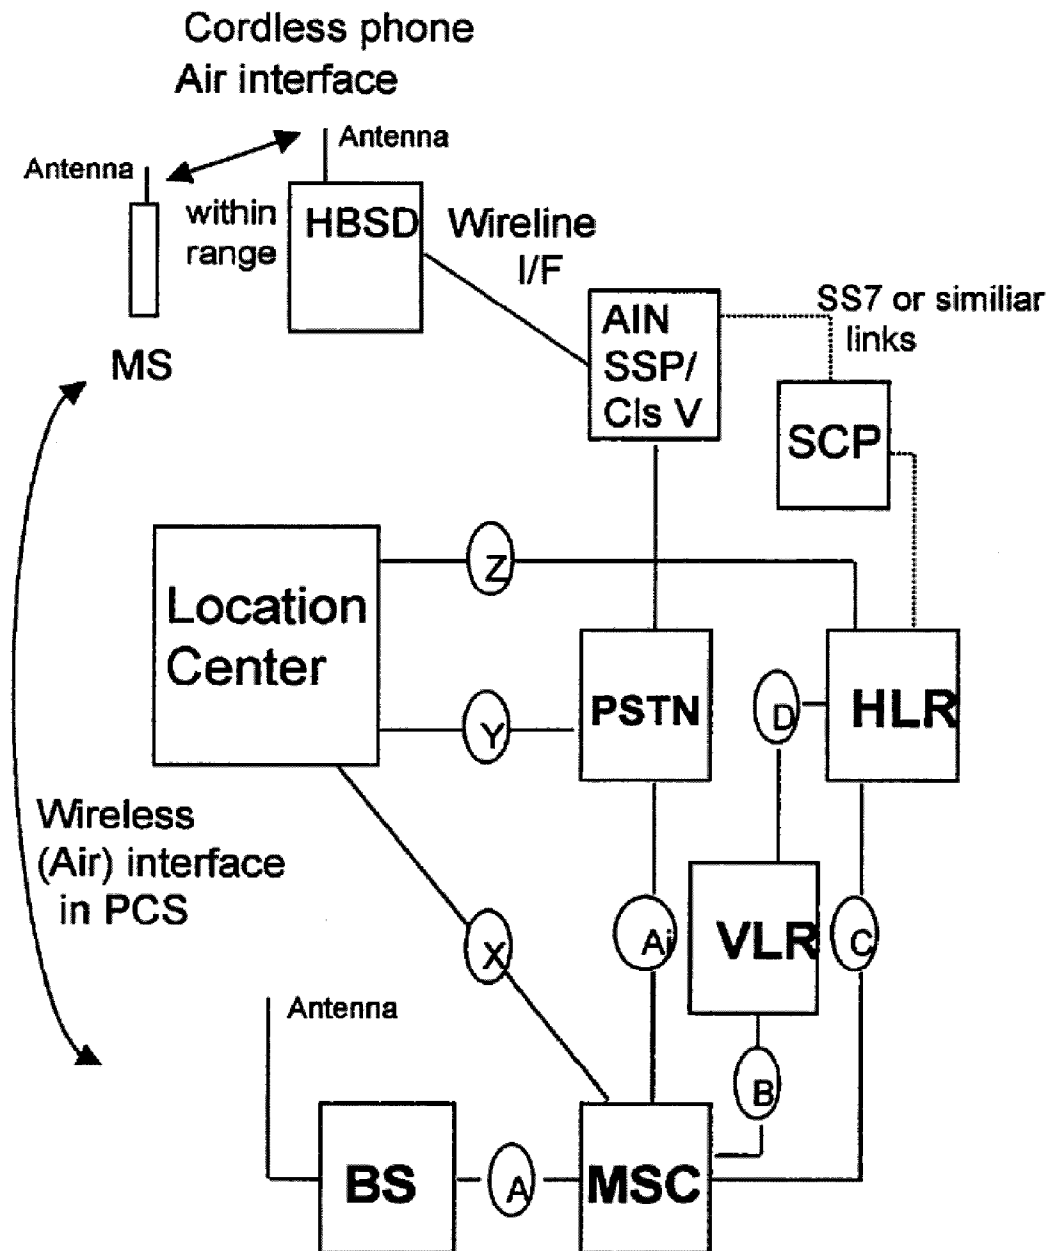 Cordless phone
Air interface
Antenna
Antenna
within
range
HBSD
Wireline
I/F
MS
AIN
SSP/
Cls V
SS7 or similiar
links
SCP
Z
Location
Center
Y
PSTN
D
HLR
Wireless
(Air) interface
in PCS
X
Ai
VLR
C
Antenna
B
BS
A
MSC